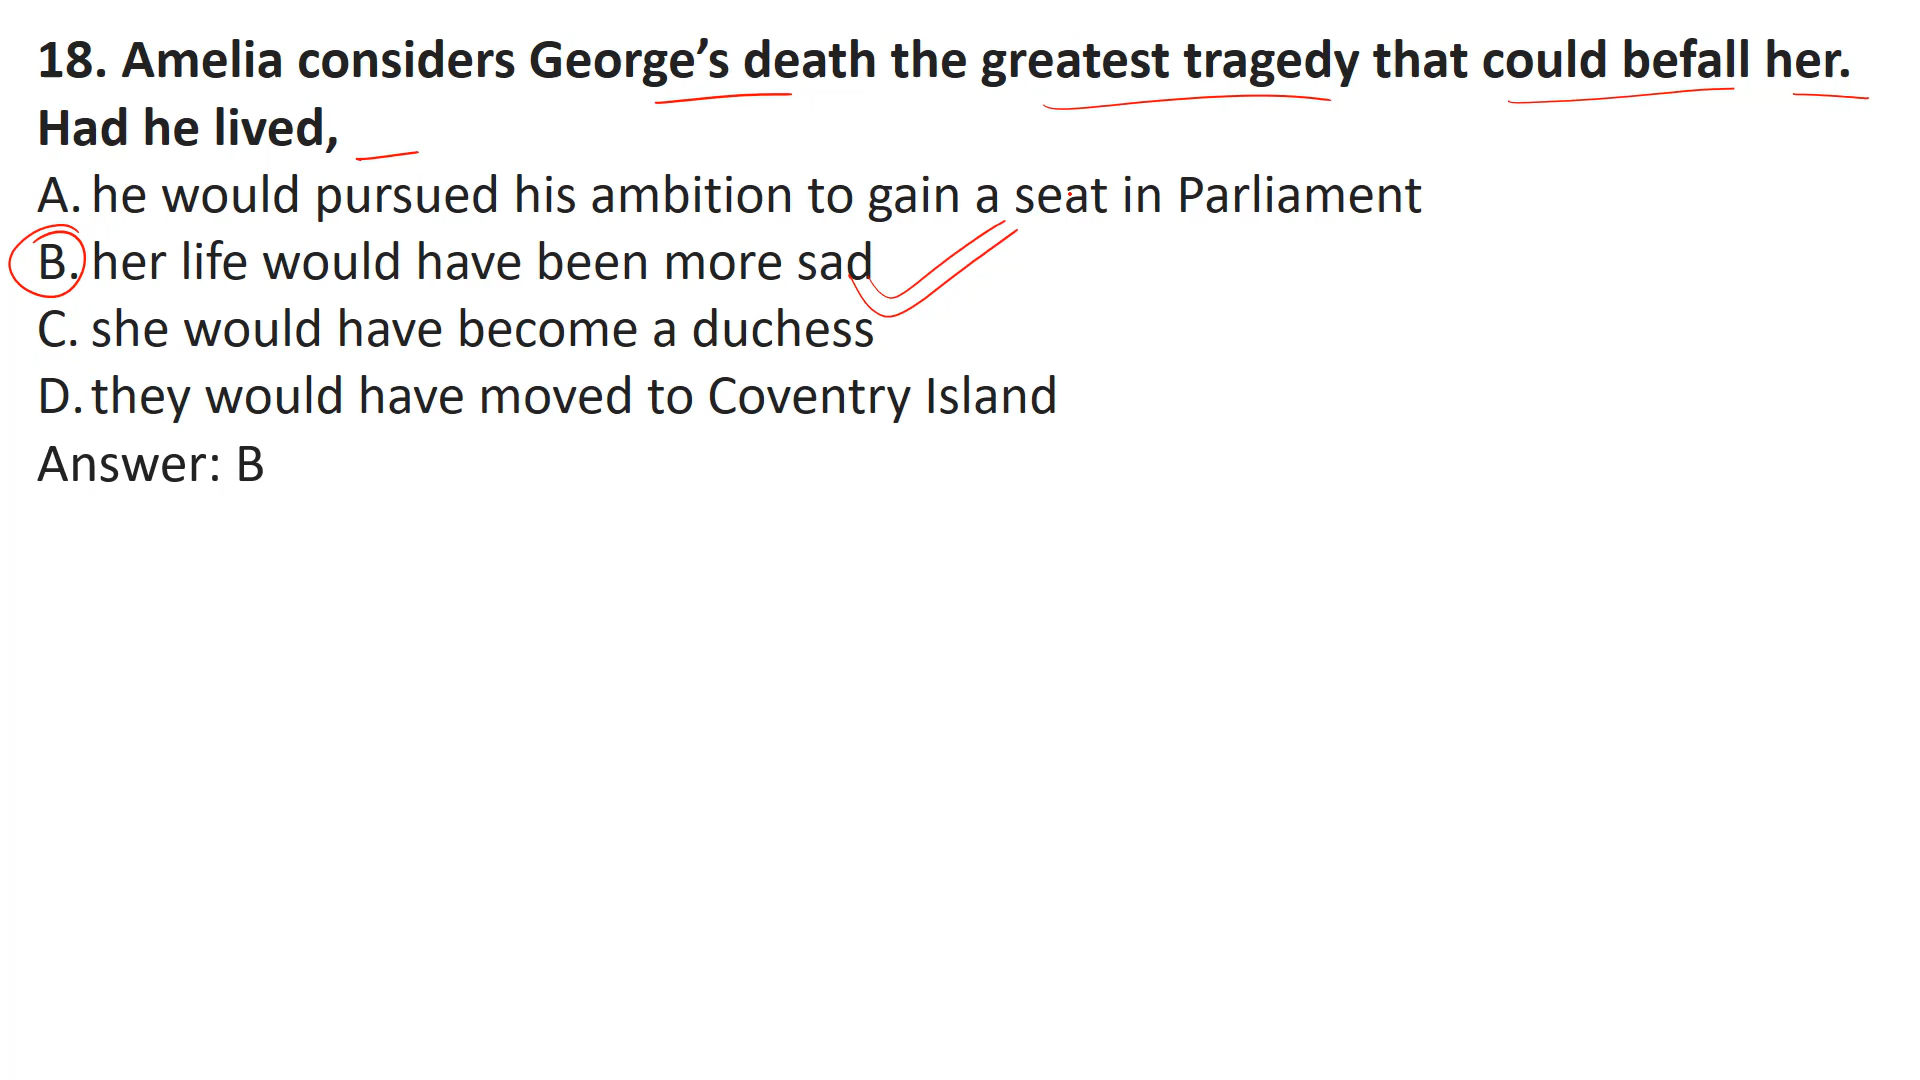 18. Amelia considers George’s death the greatest tragedy that could befall her.
Had he lived,
A. he would pursued his ambition to gain a seat in Parliament
B. her life would have been more sad
C. she would have become a duchess
D. they would have moved to Coventry Island
Answer: B